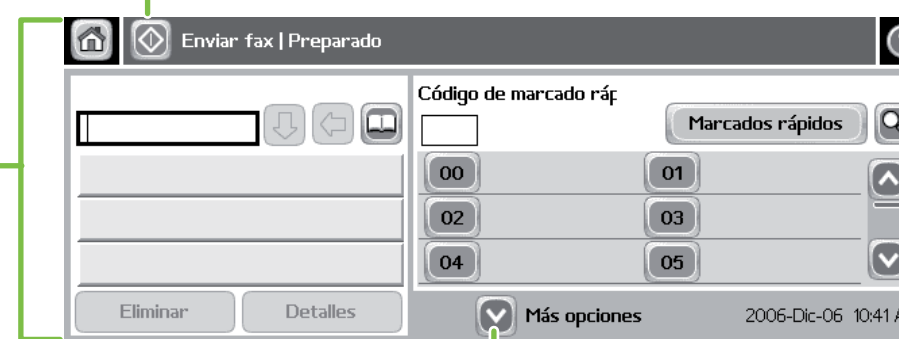 Enviar fax | Preparado
Código de marcado ráp
Marcados rápidos
00
01
02
03
04
05
Eliminar
Detalles
Más opciones
2006-Dic-06 10:41 A